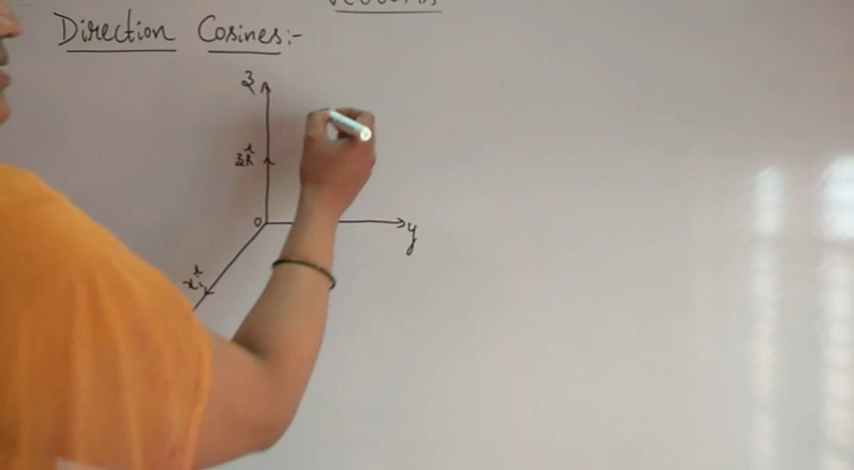 Direction Cosines:-
z
zk̂
O
y
xî